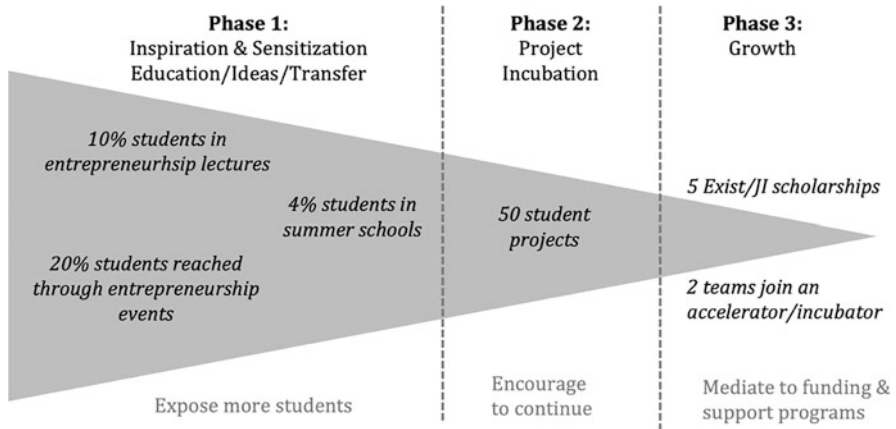 Phase 1:
Inspiration & Sensitization
Education/Ideas/Transfer
Phase 2:
Project
Incubation
Phase 3:
Growth
10% students in
entrepreneurhsip lectures
4% students in
summer schools
20% students reached
through entrepreneurship
events
50 student
projects
5 Exist/JI scholarships
2 teams join an
accelerator/incubator
Expose more students
Encourage
to continue
Mediate to funding &
support programs